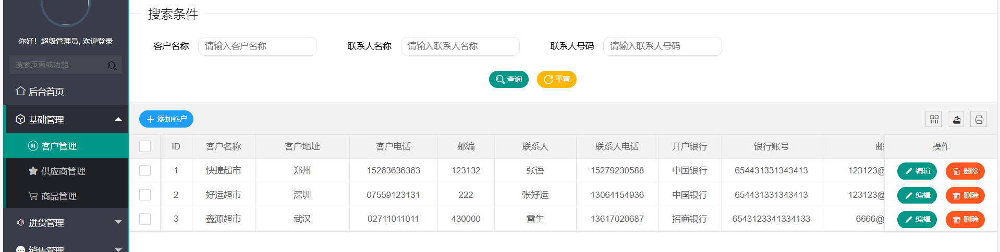 你好！超级管理员, 欢迎登录
搜索页面或功能
后台首页
基础管理
客户管理
供应商管理
商品管理
进货管理
销售管理
搜索条件
客户名称 请输入客户名称 联系人名称 请输入联系人名称 联系人号码 请输入联系人号码
查询 重置
添加客户
ID 客户名称 客户地址 客户电话 邮编 联系人 联系人电话 开户银行 银行账号 邮 操作
1 快捷超市 郑州 15263636363 123132 张语 15279230588 中国银行 654431331343413 123123@ 编辑 删除
2 好运超市 深圳 07559123131 222 张好运 13064154936 中国银行 654431331343413 123123@ 编辑 删除
3 鑫源超市 武汉 02711011011 430000 雷生 13617020687 招商银行 6543123341334133 6666@ 编辑 删除